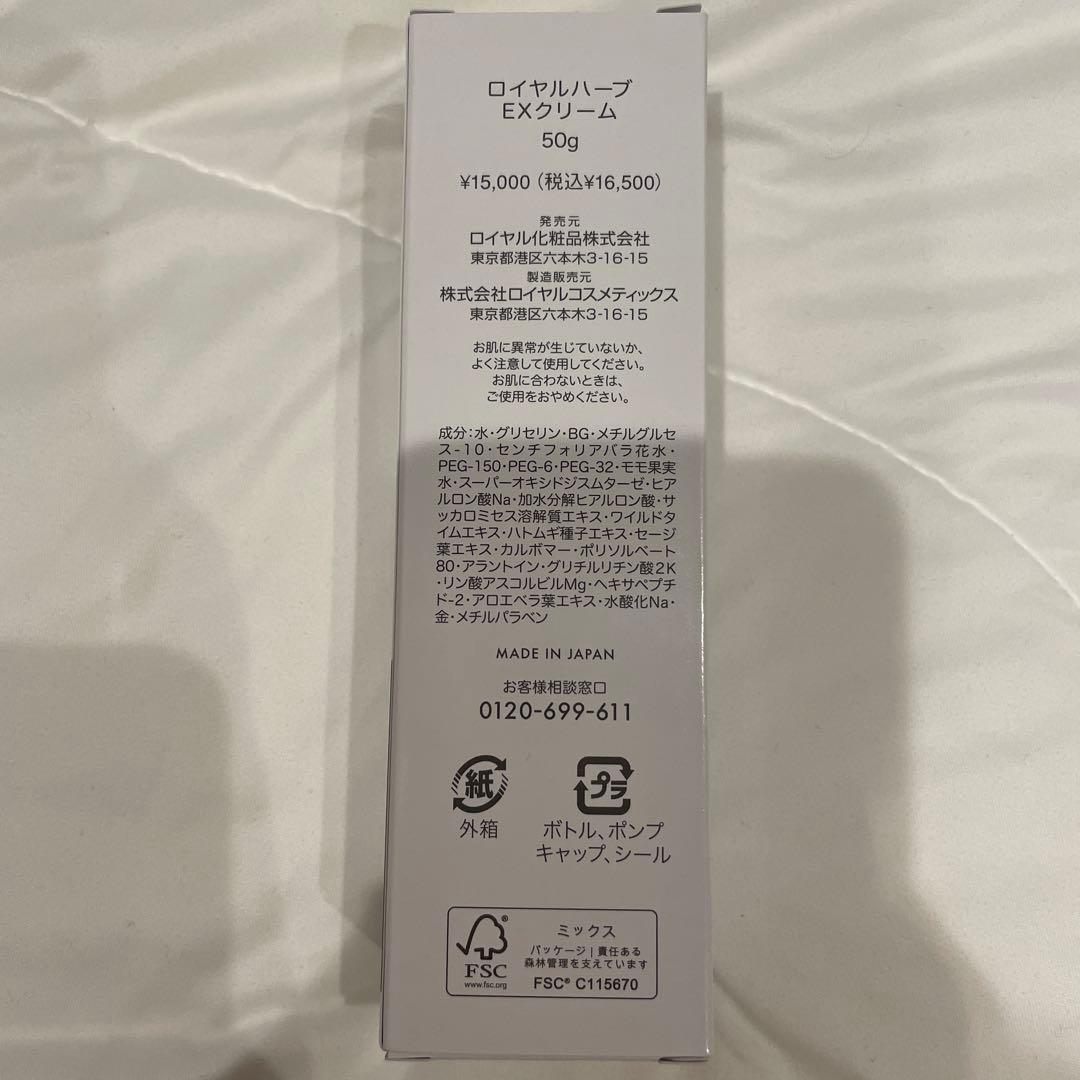 ロイヤルハーブ
EXクリーム
50g
¥15,000（税込¥16,500）
発売元
ロイヤル化粧品株式会社
東京都港区六本木3-16-15
製造販売元
株式会社ロイヤルコスメティックス
東京都港区六本木3-16-15
お肌に異常が生じていないか、
よく注意して使用してください。
お肌に合わないときは、
ご使用をおやめください。
成分：水・グリセリン・BG・メチルグルセ
ス-10・センチフォリアバラ花水・
PEG-150・PEG-6・PEG-32・モモ果実
水・スーパーオキシドジスムターゼ・ヒア
ルロン酸Na・加水分解ヒアルロン酸・サ
ッカロミセス溶解質エキス・ワイルドタ
イムエキス・ハトムギ種子エキス・セージ
葉エキス・カルボマー・ポリソルベート
80・アラントイン・グリチルリチン酸2K
・リン酸アスコルビルMg・ヘキサペプチ
ド-2・アロエベラ葉エキス・水酸化Na・
金・メチルパラベン
MADE IN JAPAN
お客様相談窓口
0120-699-611
紙
外箱
プラ
ボトル、ポンプ
キャップ、シール
FSC®
www.fsc.org
ミックス
パッケージ | 責任ある
森林管理を支えています
FSC® C115670